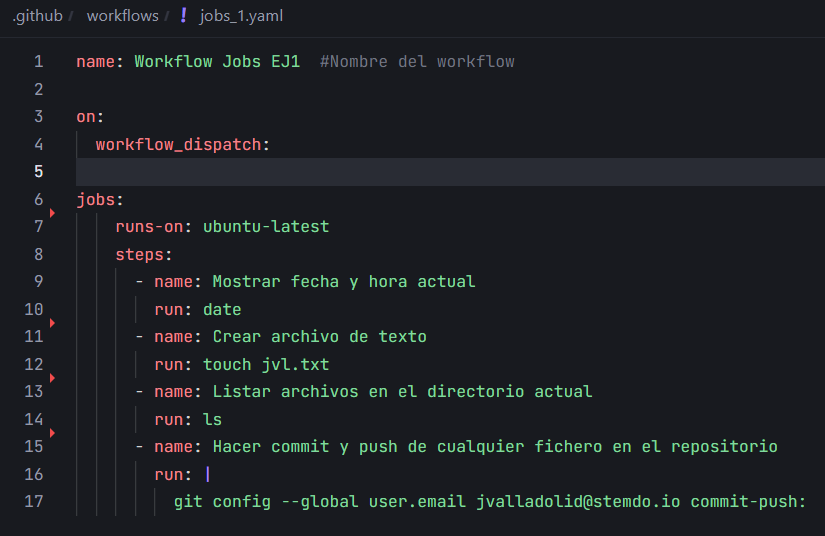 .github / workflows / ! jobs_1.yaml
1 name: Workflow Jobs EJ1  #Nombre del workflow
2
3 on:
4   workflow_dispatch:
5
6 jobs:
7     runs-on: ubuntu-latest
8     steps:
9       - name: Mostrar fecha y hora actual
10         run: date
11       - name: Crear archivo de texto
12         run: touch jvl.txt
13       - name: Listar archivos en el directorio actual
14         run: ls
15       - name: Hacer commit y push de cualquier fichero en el repositorio
16         run: |
17           git config --global user.email jvalladolid@stemdo.io commit-push: